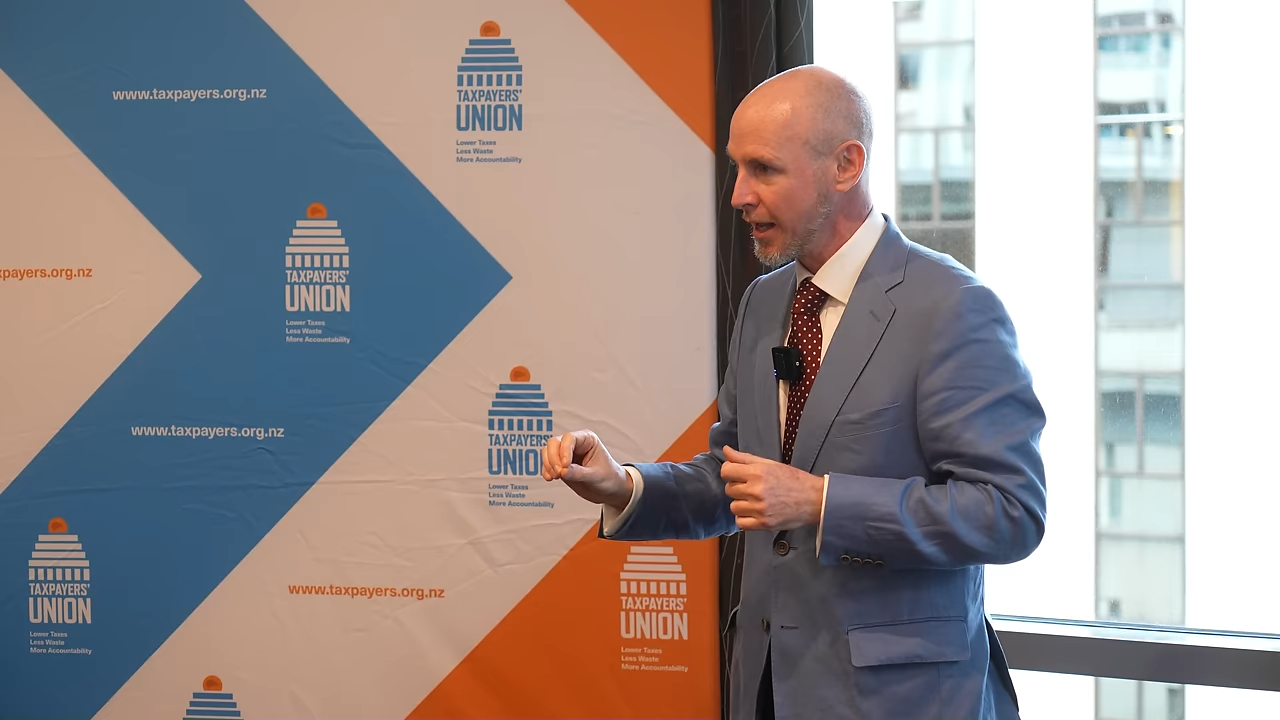 www.taxpayers.org.nz
TAXPAYERS'
UNION
Lower Taxes
Less Waste
More Accountability
TAXPAYERS'
UNION
Lower Taxes
Less Waste
More Accountability
xpayers.org.nz
TAXPAYERS'
UNION
Lower Taxes
Less Waste
More Accountability
www.taxpayers.org.nz
TAXPAYERS'
UNION
Lower Taxes
Less Waste
More Accountability
www.taxpayers.org.nz
TAXPAYERS'
UNION
Lower Taxes
Less Waste
More Accountability